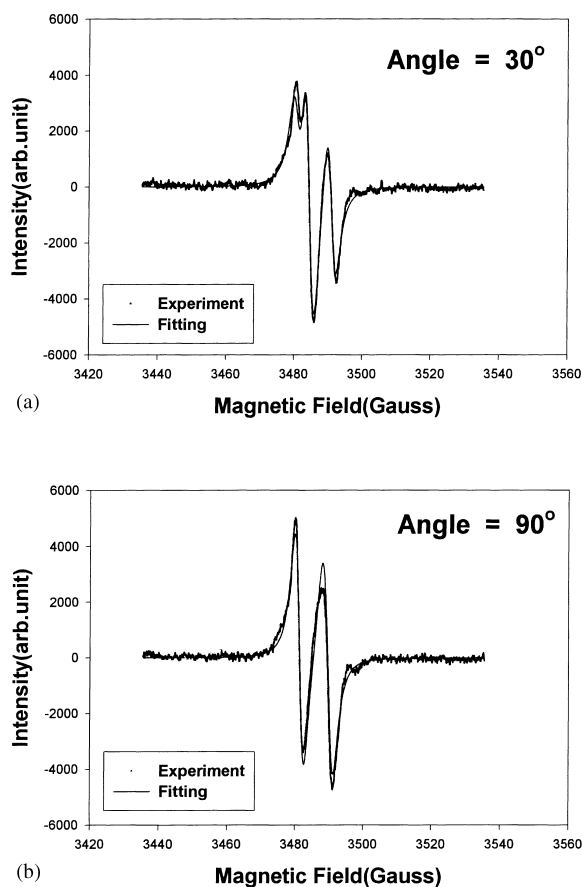 6000
Angle = 30°
4000
2000
0
-2000
-4000
-6000
Intensity(arb.unit)
Experiment
Fitting
3420 3440 3460 3480 3500 3520 3540 3560
(a)
Magnetic Field(Gauss)
6000
Angle = 90°
4000
2000
0
-2000
-4000
-6000
Intensity(arb.unit)
Experiment
Fitting
3420 3440 3460 3480 3500 3520 3540 3560
(b)
Magnetic Field(Gauss)